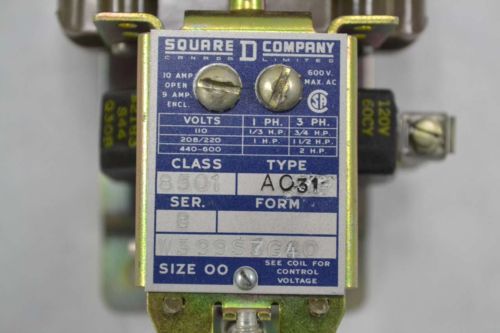 SQUARE D COMPANY
CANADA LIMITED
10 AMP OPEN 9 AMP. ENCL.
600 V. MAX. AC
VOLTS 1 PH. 3 PH.
110 1/3 H.P. 3/4 H.P.
208/220 1 H.P. 1 1/2 H.P.
440-600 2 H.P.
CLASS TYPE
8501 AO31
SER. FORM
B
SIZE OO
SEE COIL FOR CONTROL VOLTAGE
120V
60CY